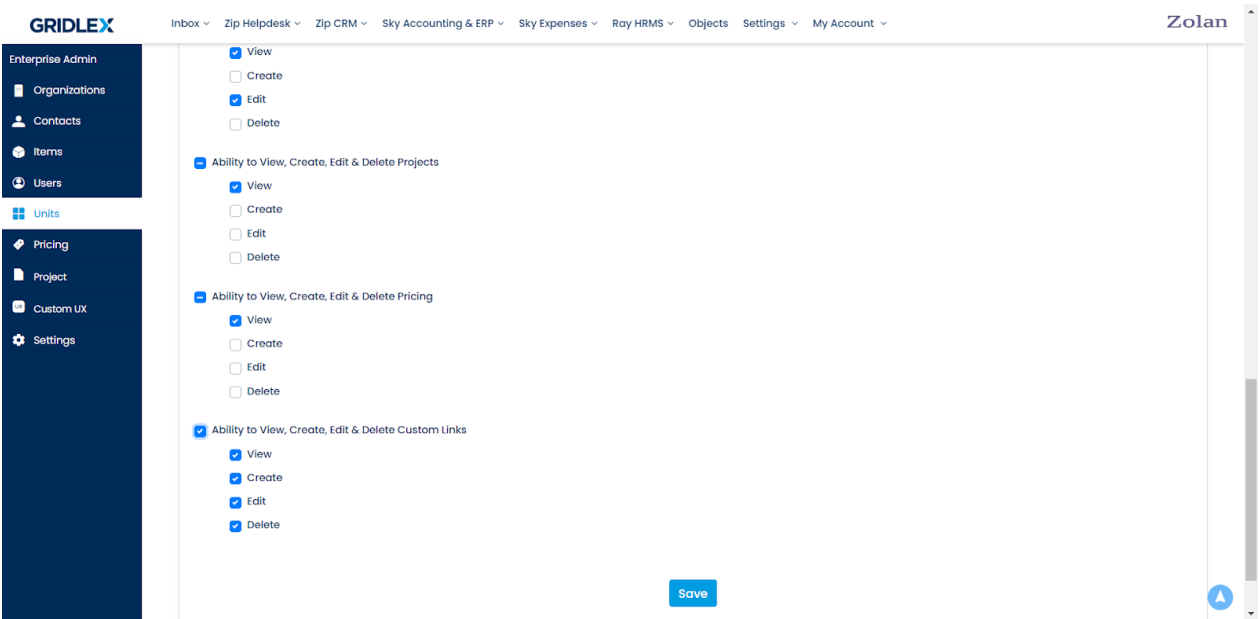 GRIDLEX
Inbox Zip Helpdesk Zip CRM Sky Accounting & ERP Sky Expenses Ray HRMS Objects Settings My Account
Zolan
Enterprise Admin
Organizations
Contacts
Items
Users
Units
Pricing
Project
UX Custom UX
Settings
View
Create
Edit
Delete
Ability to View, Create, Edit & Delete Projects
View
Create
Edit
Delete
Ability to View, Create, Edit & Delete Pricing
View
Create
Edit
Delete
Ability to View, Create, Edit & Delete Custom Links
View
Create
Edit
Delete
Save